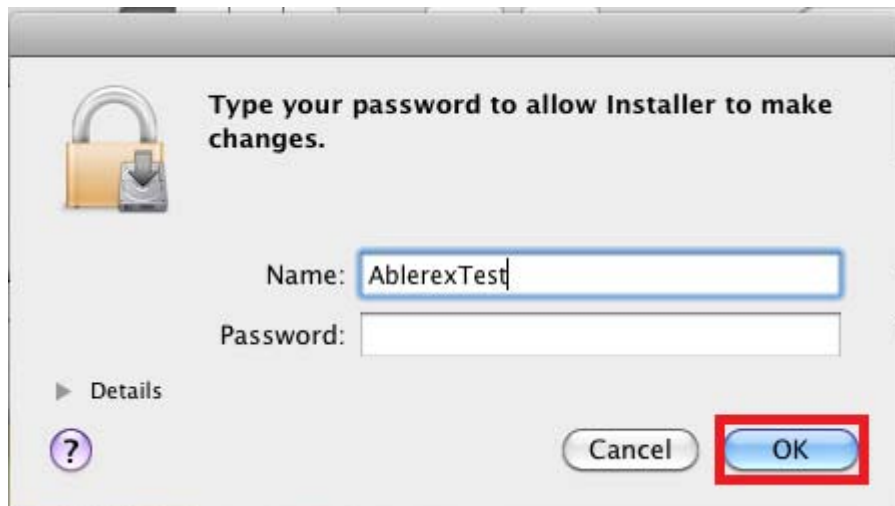 Type your password to allow Installer to make
changes.
Name: AblerexTest
Password:
Details
?
Cancel
OK